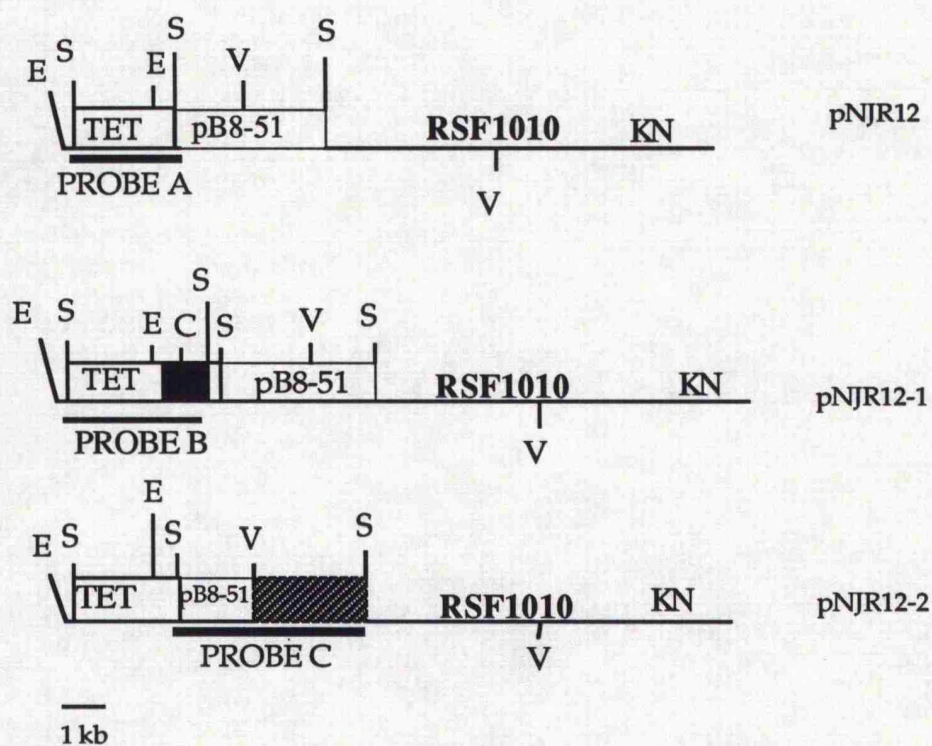 E S E S V S
TET pB8-51 RSF1010 KN pNJR12
PROBE A V
E S E C S S V S
TET pB8-51 RSF1010 KN pNJR12-1
PROBE B V
E S E S V S
TET pB8-51 RSF1010 KN pNJR12-2
PROBE C V
1 kb